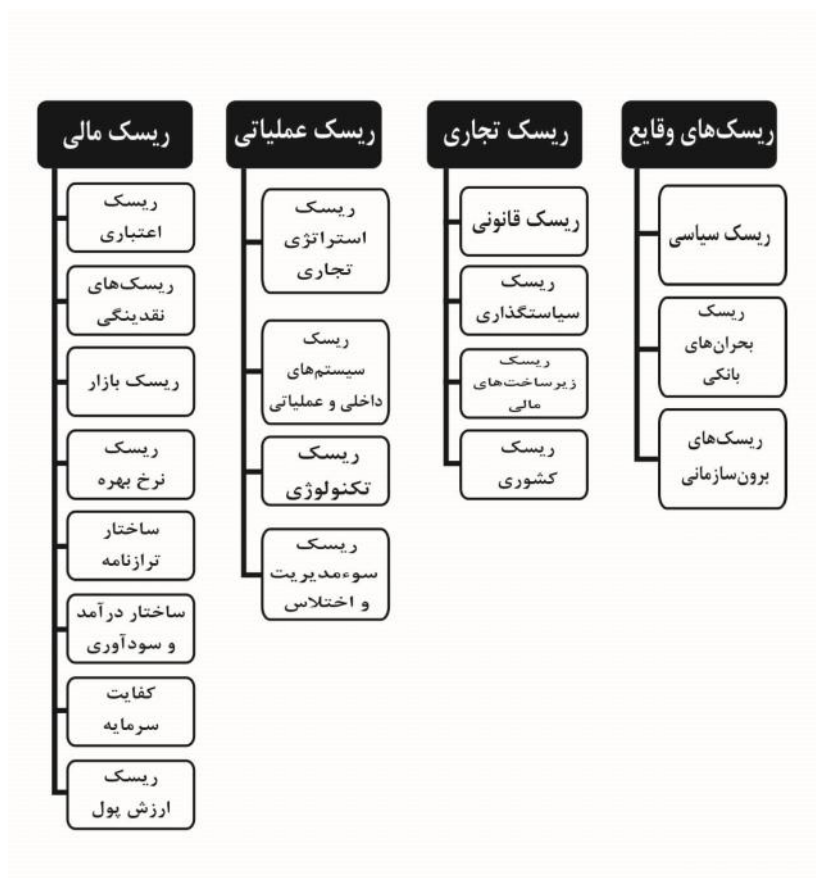 ریسک‌های وقایع
ریسک سیاسی
ریسک
بحران‌های
بانکی
ریسک‌های
برون‌سازمانی
ریسک تجاری
ریسک قانونی
ریسک
سیاستگذاری
ریسک
زیرساخت‌های
مالی
ریسک
کشوری
ریسک عملیاتی
ریسک
استراتژی
تجاری
ریسک
سیستم‌های
داخلی و عملیاتی
ریسک
تکنولوژی
ریسک
سوءمدیریت
و اختلاس
ریسک مالی
ریسک
اعتباری
ریسک‌های
نقدینگی
ریسک بازار
ریسک
نرخ بهره
ساختار
ترازنامه
ساختار درآمد
و سودآوری
کفایت
سرمایه
ریسک
ارزش پول